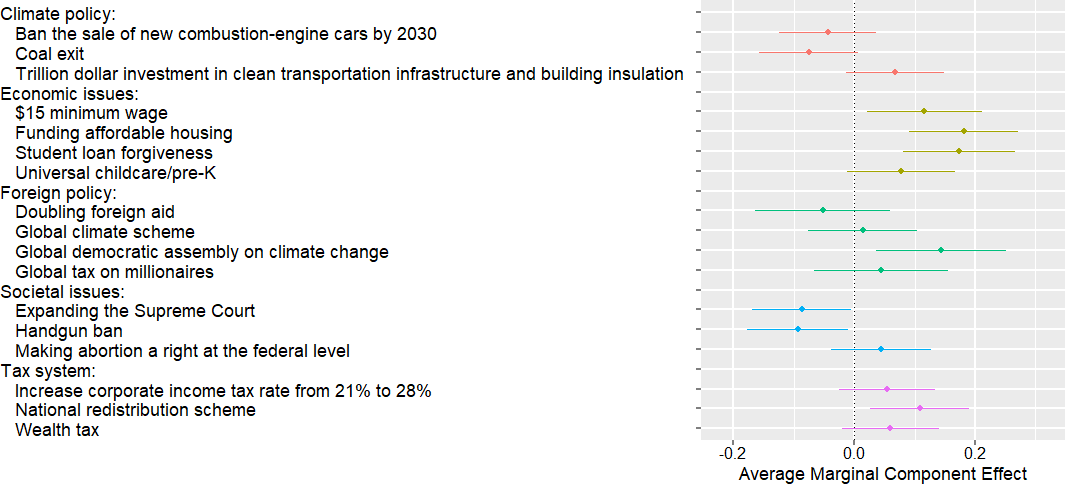 Climate policy:
Ban the sale of new combustion-engine cars by 2030
Coal exit
Trillion dollar investment in clean transportation infrastructure and building insulation
Economic issues:
$15 minimum wage
Funding affordable housing
Student loan forgiveness
Universal childcare/pre-K
Foreign policy:
Doubling foreign aid
Global climate scheme
Global democratic assembly on climate change
Global tax on millionaires
Societal issues:
Expanding the Supreme Court
Handgun ban
Making abortion a right at the federal level
Tax system:
Increase corporate income tax rate from 21% to 28%
National redistribution scheme
Wealth tax
-0.2 0.0 0.2
Average Marginal Component Effect